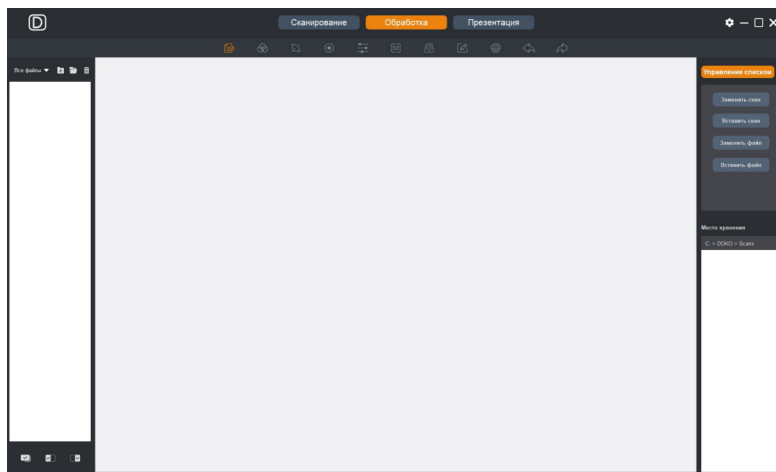 D
Сканирование
Обработка
Презентация
Все файлы
Управление списком
Заменить скан
Вставить скан
Заменить файл
Вставить файл
Место хранения
C: > DOKO > Scans